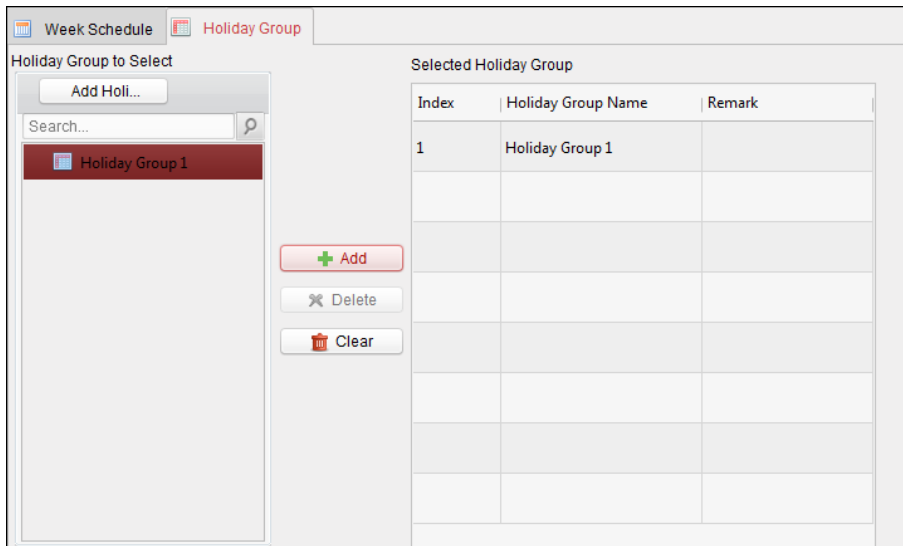 Week Schedule
Holiday Group
Holiday Group to Select
Add Holi...
Search...
Holiday Group 1
Add
Delete
Clear
Selected Holiday Group
Index Holiday Group Name Remark
1 Holiday Group 1